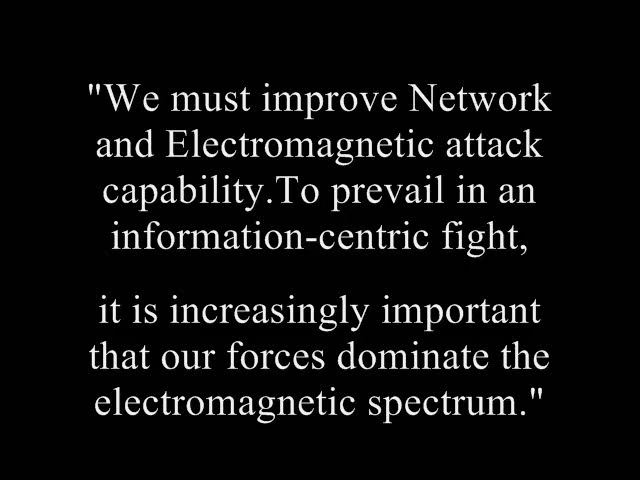 "We must improve Network
and Electromagnetic attack
capability.To prevail in an
information-centric fight,
it is increasingly important
that our forces dominate the
electromagnetic spectrum."